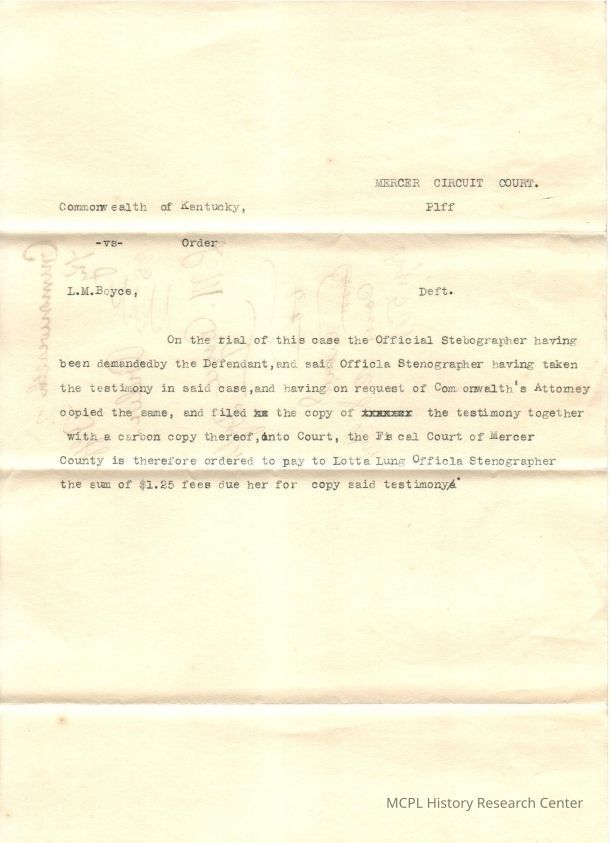 MERCER CIRCUIT COURT.
Commonwealth of Kentucky, Plff
-vs- Order
L.M.Boyce, Deft.
On the rial of this case the Official Stebographer having
been demandedby the Defendant,and said Officla Stenographer having taken
the testimony in said case,and having on request of Commonwealth's Attorney
copied the same, and filed the copy of the testimony together
with a carbon copy thereof,into Court, the Fiscal Court of Mercer
County is therefore ordered to pay to Lotta Lung Officla Stenographer
the sum of $1.25 fees due her for copy said testimony.
MCPL History Research Center